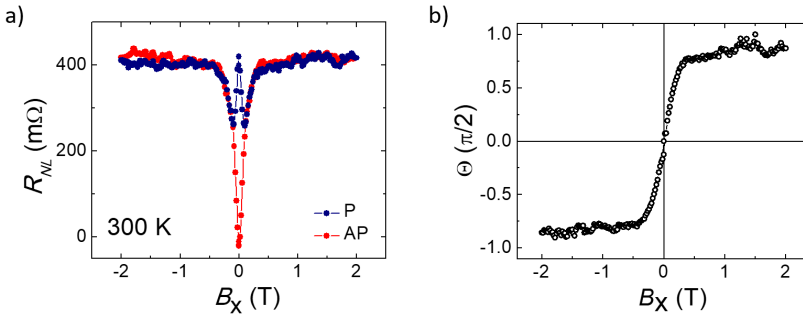 a)
R_NL (mΩ)
400
200
0
300 K
P
AP
-2 -1 0 1 2
B_X (T)
b)
Θ (π/2)
1.0
0.5
0.0
-0.5
-1.0
-2 -1 0 1 2
B_X (T)